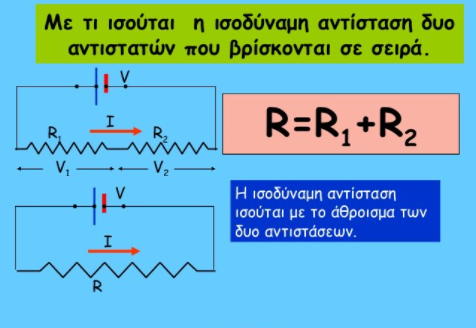 Με τι ισούται η ισοδύναμη αντίσταση δυο
αντιστατών που βρίσκονται σε σειρά.
V
I
R₁ R₂
V₁ V₂
R=R₁+R₂
Η ισοδύναμη αντίσταση
ισούται με το άθροισμα των
δυο αντιστάσεων.
V
I
R